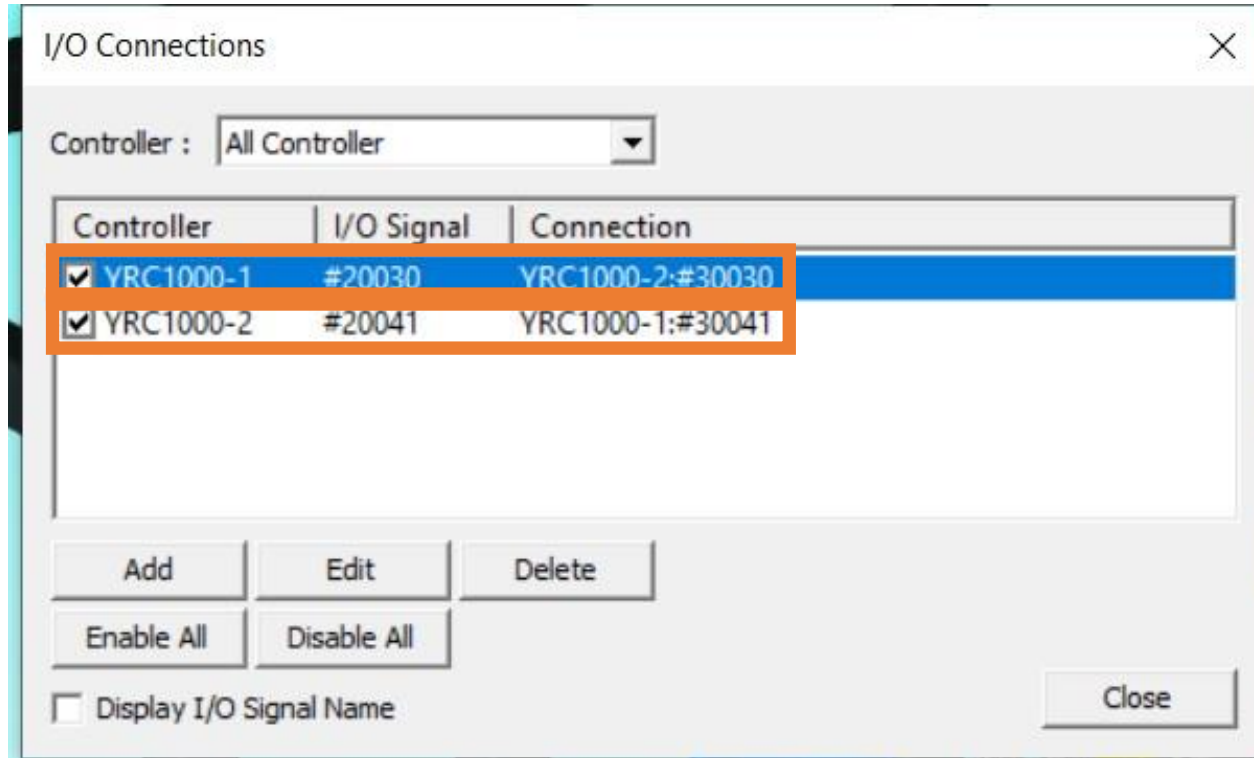 I/O Connections
Controller : All Controller
Controller I/O Signal Connection
YRC1000-1 #20030 YRC1000-2:#30030
YRC1000-2 #20041 YRC1000-1:#30041
Add Edit Delete
Enable All Disable All
Display I/O Signal Name
Close